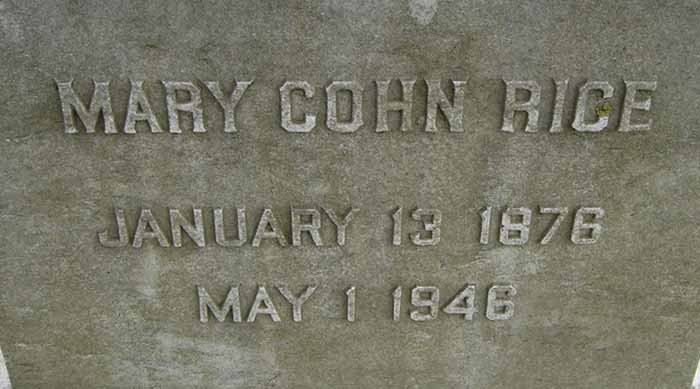 MARY COHN RICE
JANUARY 13 1876
MAY 1 1946